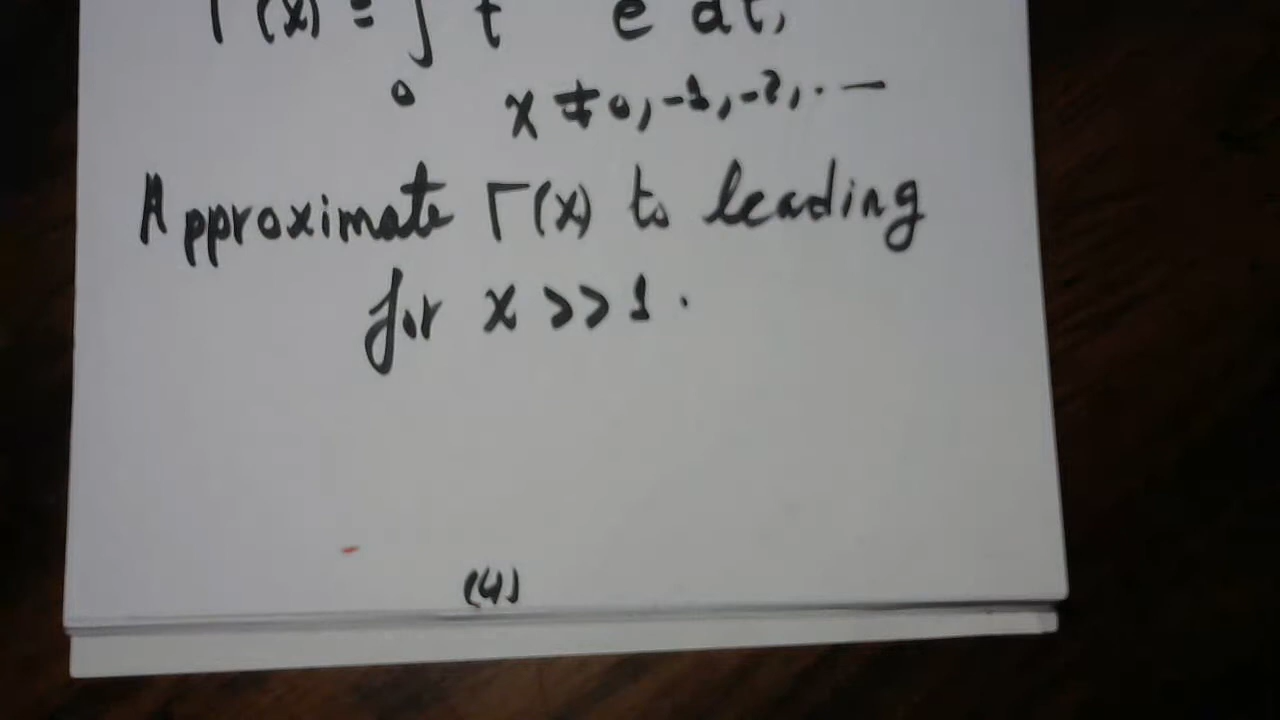 Γ(x) = ∫ t e dt,
0 x ≠ 0, -1, -2, . —
Approximate Γ(x) to leading
for x >> 1 .
(4)